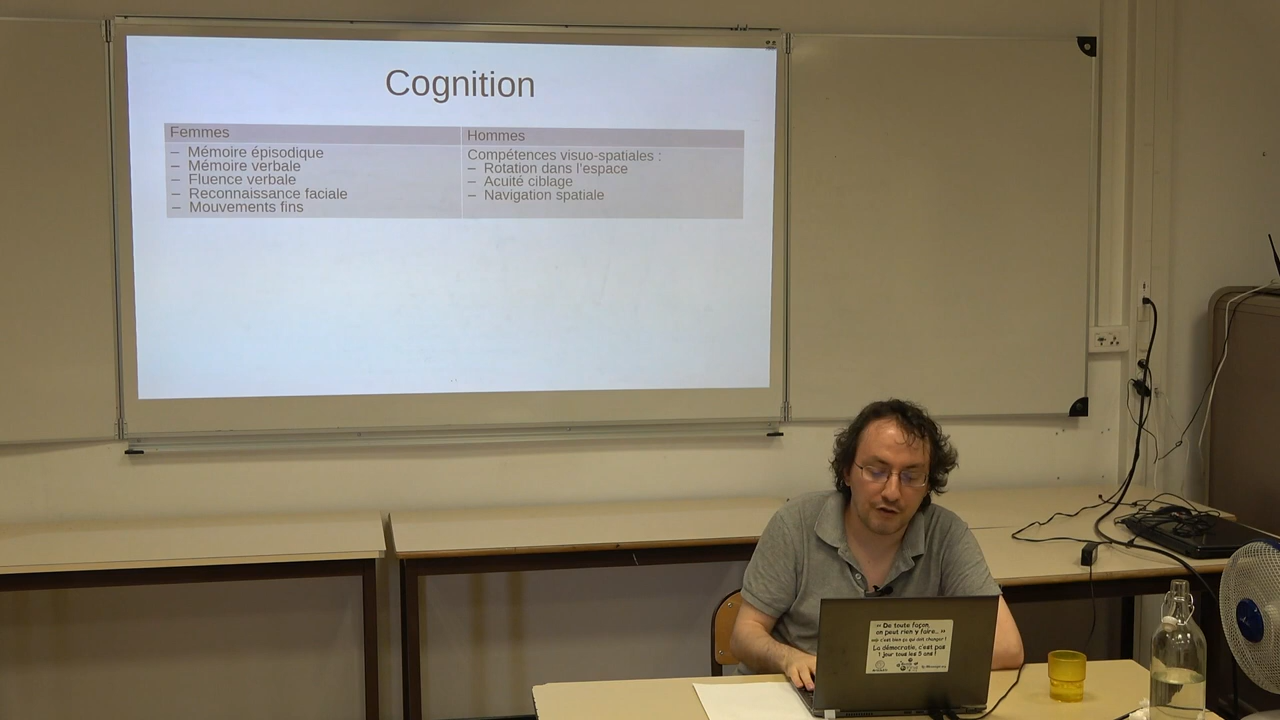 Cognition
Femmes
– Mémoire épisodique
– Mémoire verbale
– Fluence verbale
– Reconnaissance faciale
– Mouvements fins
Hommes
Compétences visuo-spatiales :
– Rotation dans l'espace
– Acuité ciblage
– Navigation spatiale
« De toute façon,
on peut rien y faire... »
La démocratie, c'est pas
1 jour tous les 5 ans !